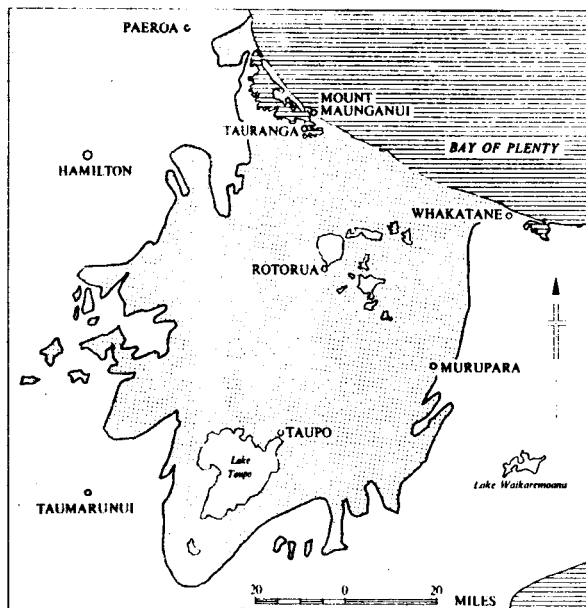 PAEROA
MOUNT
MAUNGANUI
TAURANGA
BAY OF PLENTY
HAMILTON
WHAKATANE
ROTORUA
MURUPARA
TAUPO
Lake
Taupo
Lake Waikaremoana
TAUMARUNUI
20 0 20
MILES